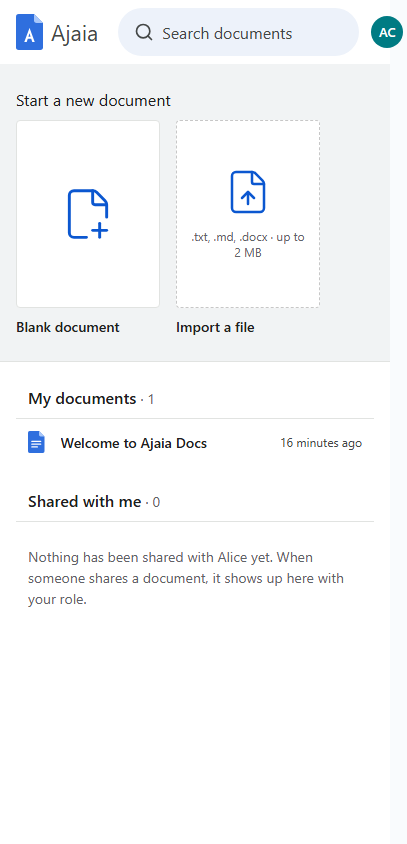 A
Ajaia
Search documents
AC
Start a new document
.txt, .md, .docx · up to
2 MB
Blank document
Import a file
My documents · 1
Welcome to Ajaia Docs
16 minutes ago
Shared with me · 0
Nothing has been shared with Alice yet. When
someone shares a document, it shows up here with
your role.